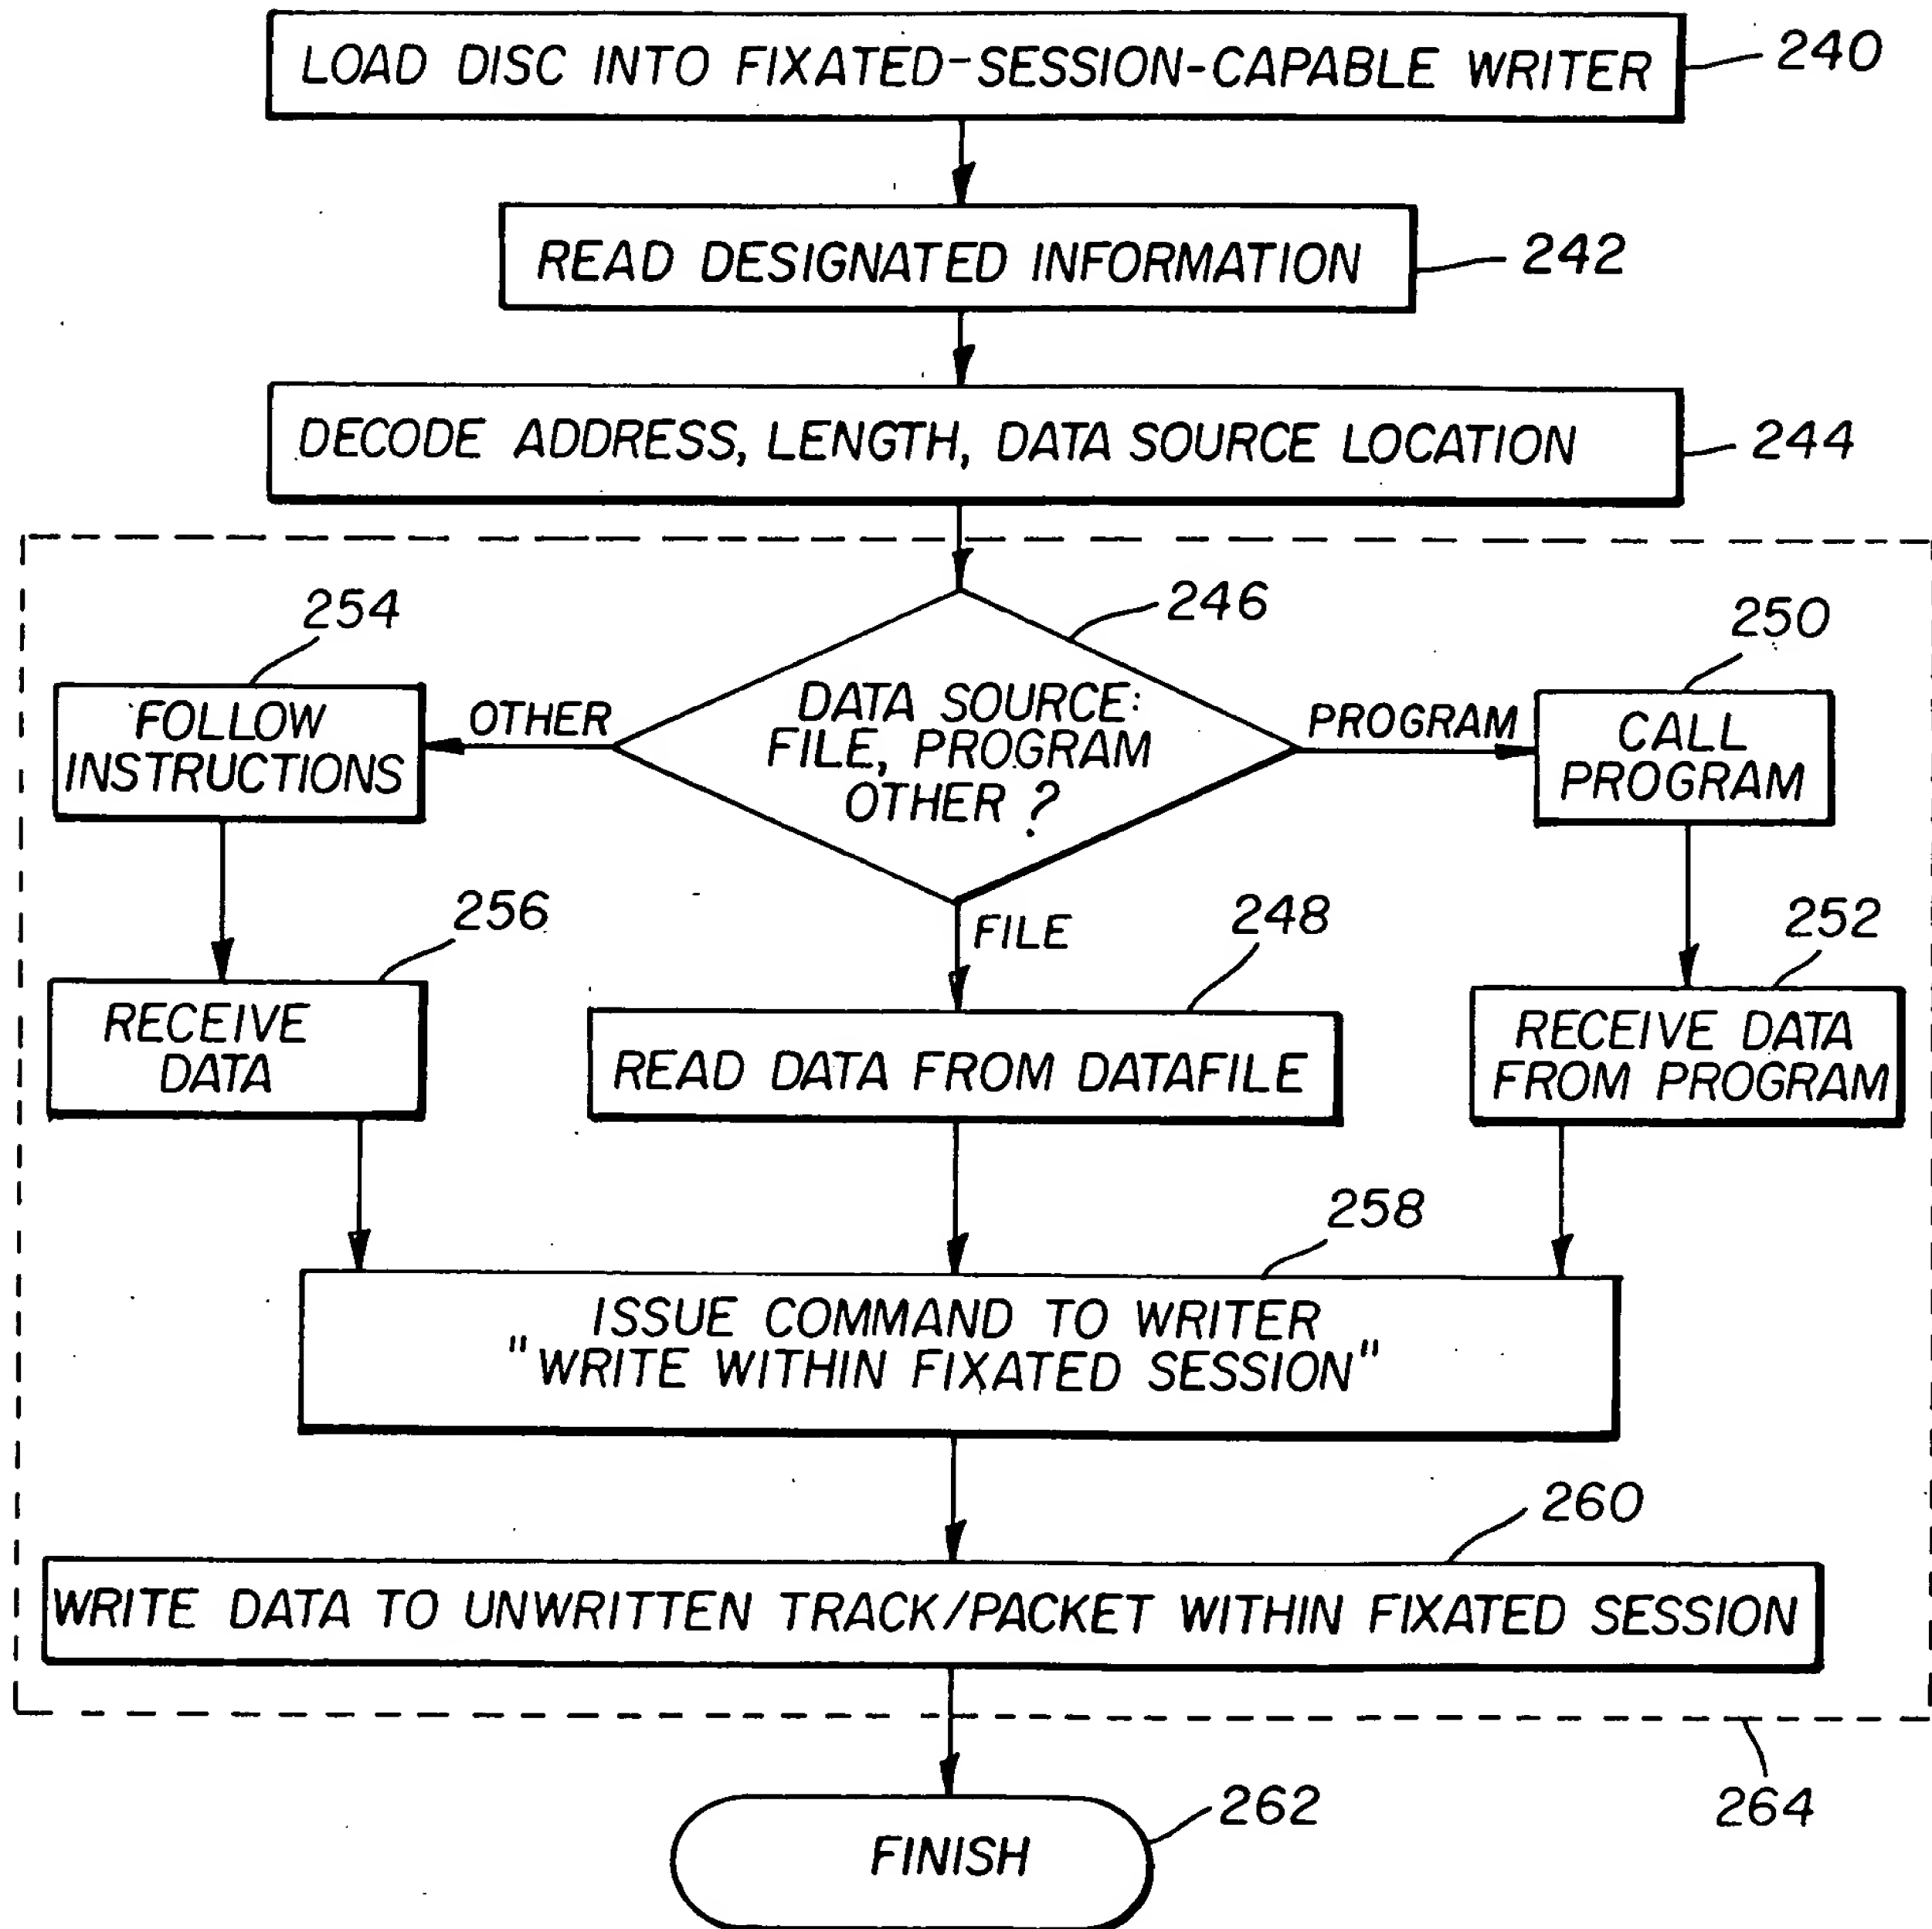 LOAD DISC INTO FIXATED-SESSION-CAPABLE WRITER
240
READ DESIGNATED INFORMATION
242
DECODE ADDRESS, LENGTH, DATA SOURCE LOCATION
244
254
246
250
FOLLOW
INSTRUCTIONS
OTHER
DATA SOURCE:
FILE, PROGRAM
OTHER ?
PROGRAM
CALL
PROGRAM
256
FILE
248
252
RECEIVE
DATA
READ DATA FROM DATAFILE
RECEIVE DATA
FROM PROGRAM
258
ISSUE COMMAND TO WRITER
"WRITE WITHIN FIXATED SESSION"
260
WRITE DATA TO UNWRITTEN TRACK/PACKET WITHIN FIXATED SESSION
264
262
FINISH